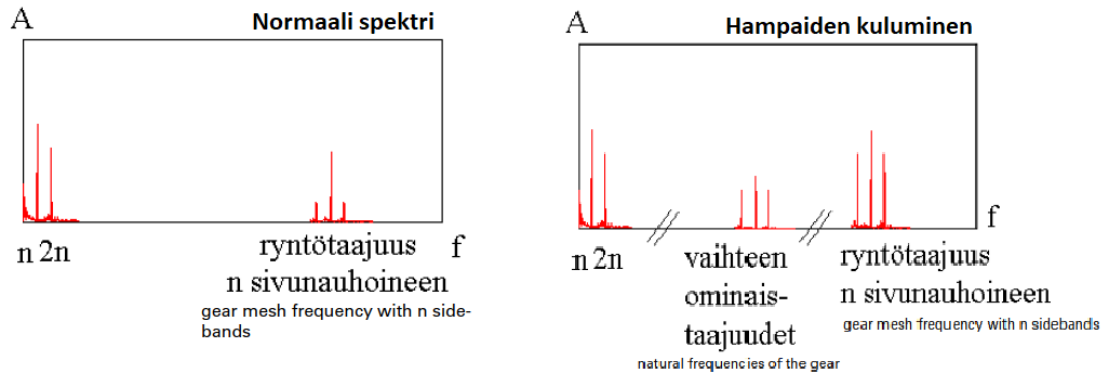 A
Normaali spektri
n 2n
ryntötaajuus
f
n sivunauhoineen
gear mesh frequency with n side-
bands
A
Hampaiden kuluminen
f
n 2n
vaihteen
ominais-
taajuudet
natural frequencies of the gear
ryntötaajuus
n sivunauhoineen
gear mesh frequency with n sidebands